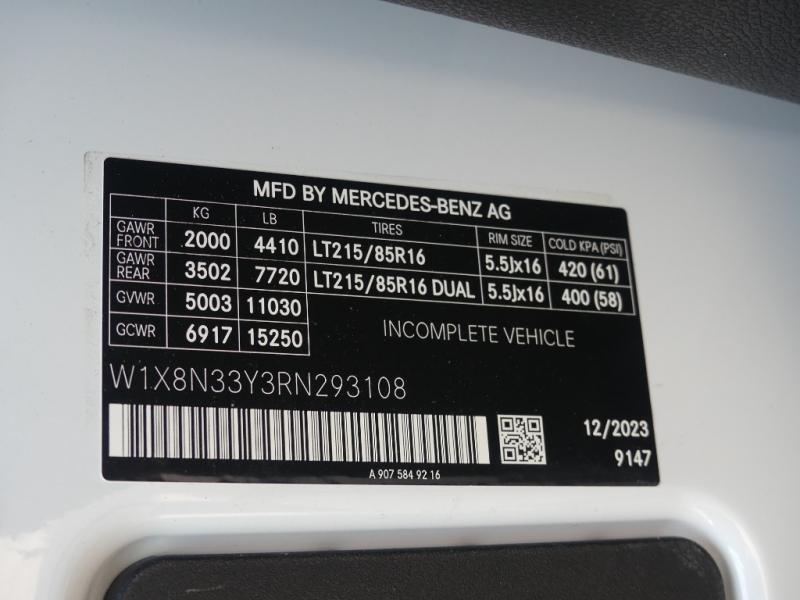 MFD BY MERCEDES-BENZ AG
KG LB TIRES RIM SIZE COLD KPA (PSI)
GAWR FRONT 2000 4410 LT215/85R16 5.5Jx16 420 (61)
GAWR REAR 3502 7720 LT215/85R16 DUAL 5.5Jx16 400 (58)
GVWR 5003 11030
GCWR 6917 15250
INCOMPLETE VEHICLE
W1X8N33Y3RN293108
12/2023
9147
A 907 584 92 16